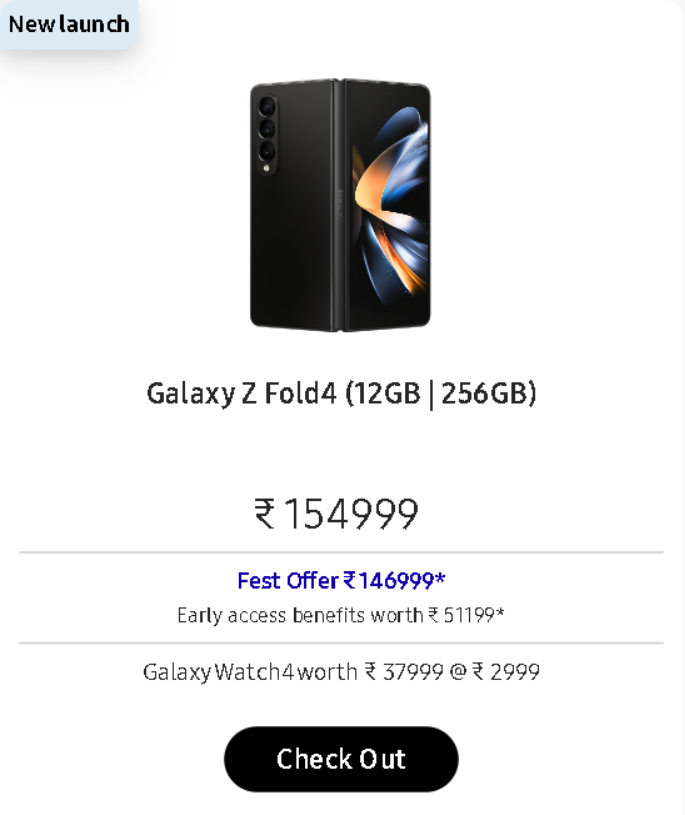 New launch
Galaxy Z Fold4 (12GB | 256GB)
₹ 154999
Fest Offer ₹146999*
Early access benefits worth ₹ 51199*
Galaxy Watch4 worth ₹ 37999 @ ₹ 2999
Check Out